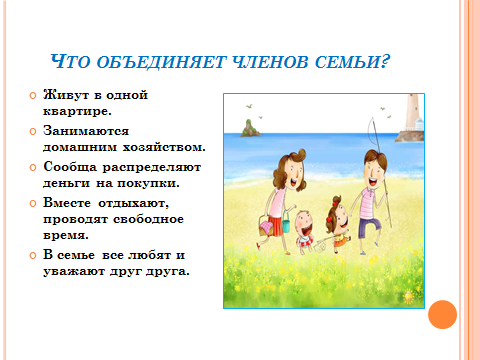 Что объединяет членов семьи?
Живут в одной
квартире.
Занимаются
домашним хозяйством.
Сообща распределяют
деньги на покупки.
Вместе отдыхают,
проводят свободное
время.
В семье все любят и
уважают друг друга.